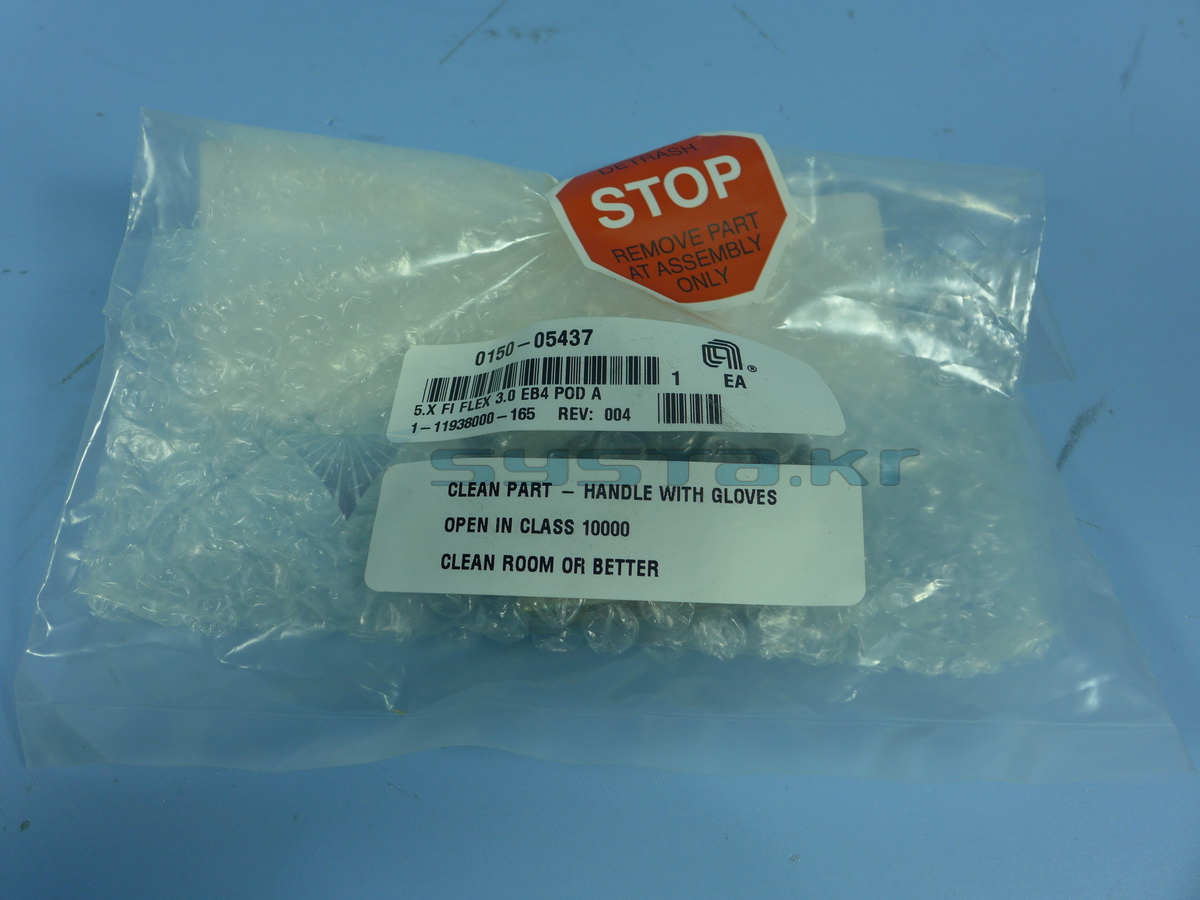 DETRASH
STOP
REMOVE PART
AT ASSEMBLY
ONLY
0150-05437
1 EA
5.X FI FLEX 3.0 EB4 POD A
1-11938000-165 REV: 004
systa.kr
CLEAN PART - HANDLE WITH GLOVES
OPEN IN CLASS 10000
CLEAN ROOM OR BETTER